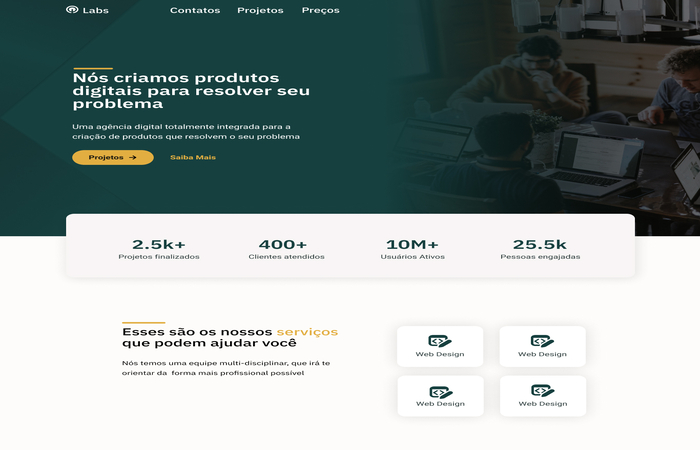 Labs
Contatos Projetos Preços
Nós criamos produtos
digitais para resolver seu
problema
Uma agência digital totalmente integrada para a
criação de produtos que resolvem o seu problema
Projetos →
Saiba Mais
2.5k+
Projetos finalizados
400+
Clientes atendidos
10M+
Usuários Ativos
25.5k
Pessoas engajadas
Esses são os nossos serviços
que podem ajudar você
Nós temos uma equipe multi-disciplinar, que irá te
orientar da forma mais profissional possível
Web Design
Web Design
Web Design
Web Design